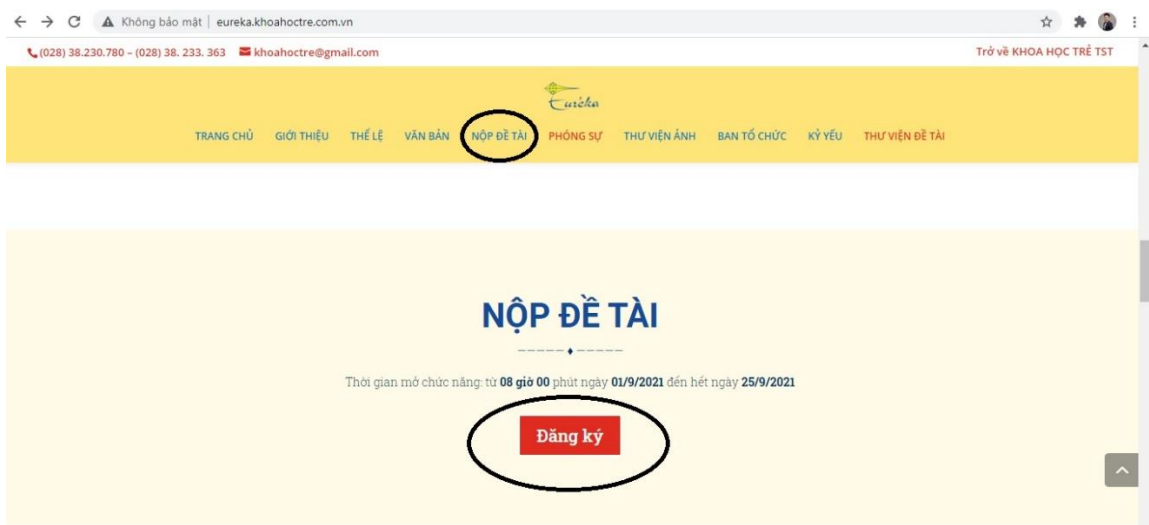 Không bảo mật | eureka.khoahoctre.com.vn
(028) 38.230.780 – (028) 38. 233. 363 khoahoctre@gmail.com Trở về KHOA HỌC TRẺ TST
Euréka
TRANG CHỦ GIỚI THIỆU THỂ LỆ VĂN BẢN NỘP ĐỀ TÀI PHÓNG SỰ THƯ VIỆN ẢNH BAN TỔ CHỨC KỶ YẾU THƯ VIỆN ĐỀ TÀI
NỘP ĐỀ TÀI
Thời gian mở chức năng: từ 08 giờ 00 phút ngày 01/9/2021 đến hết ngày 25/9/2021
Đăng ký